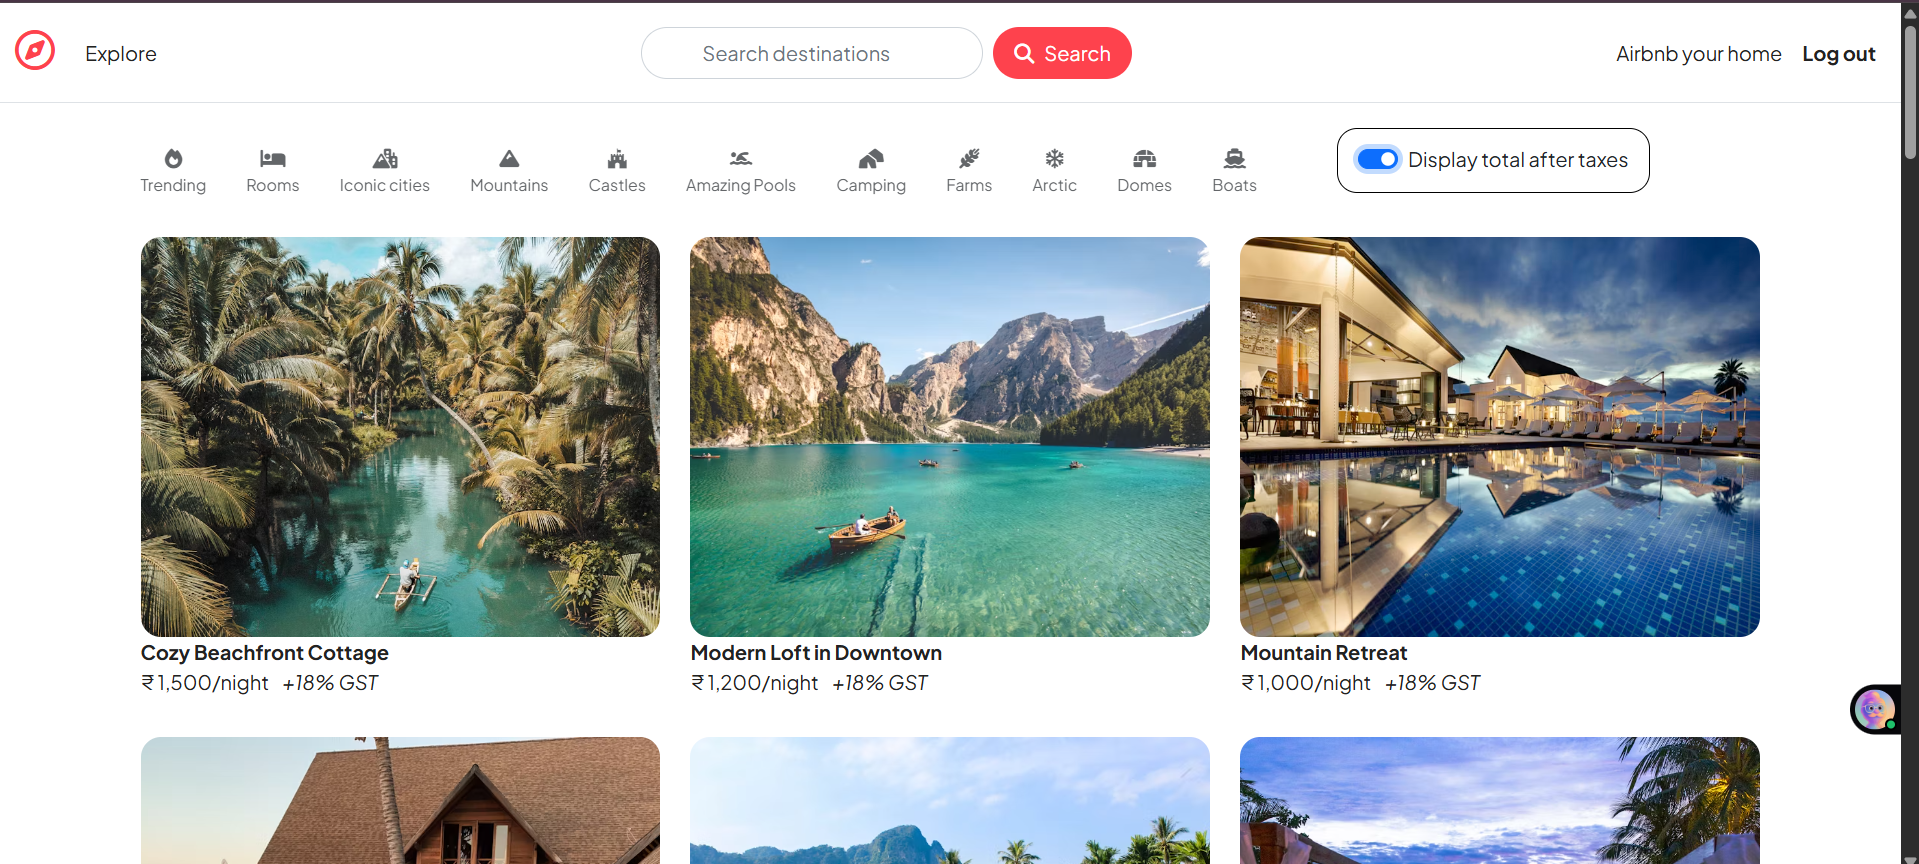 Explore
Search destinations
Search
Airbnb your home
Log out
Trending
Rooms
Iconic cities
Mountains
Castles
Amazing Pools
Camping
Farms
Arctic
Domes
Boats
Display total after taxes
Cozy Beachfront Cottage
₹1,500/night +18% GST
Modern Loft in Downtown
₹1,200/night +18% GST
Mountain Retreat
₹1,000/night +18% GST